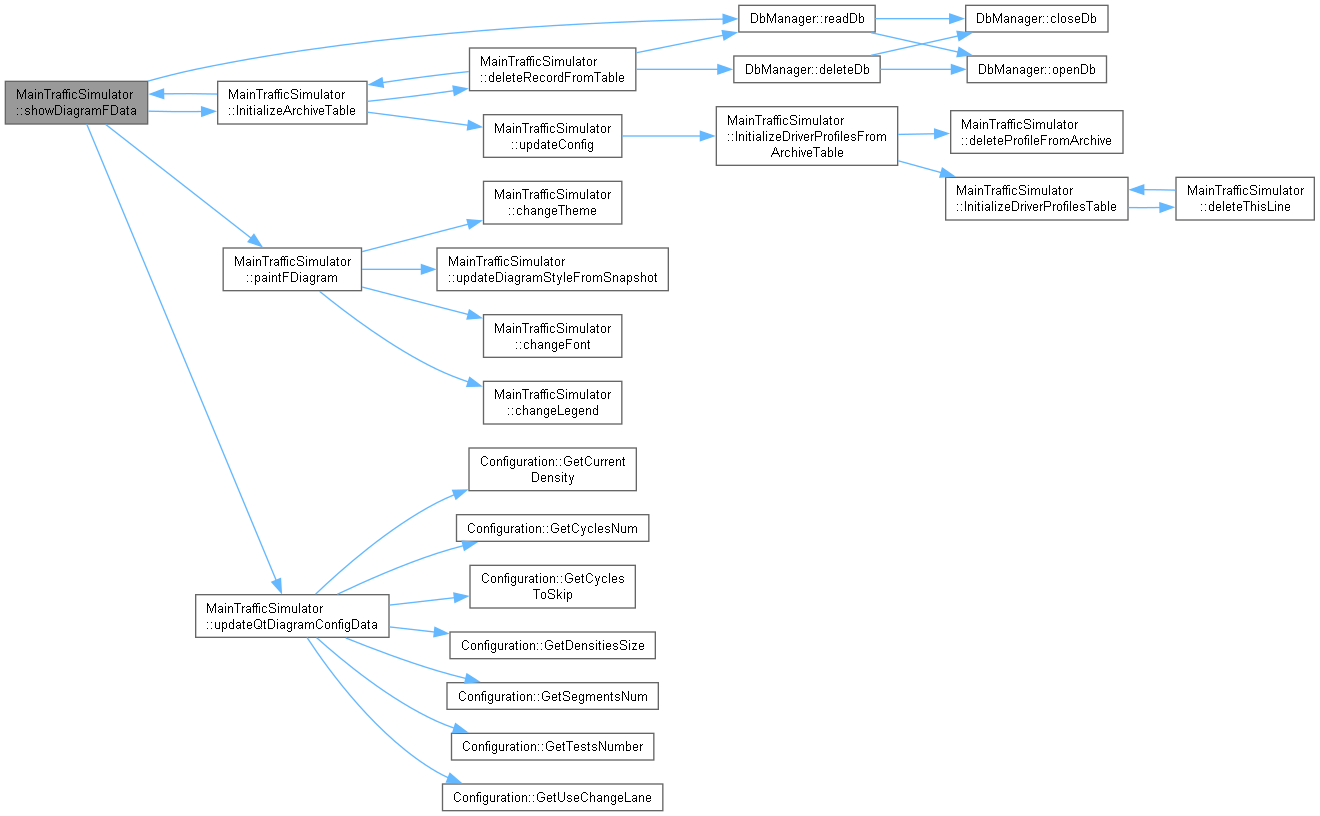 MainTrafficSimulator
::showDiagramFData
MainTrafficSimulator
::InitializeArchiveTable
MainTrafficSimulator
::deleteRecordFromTable
DbManager::readDb
DbManager::closeDb
DbManager::deleteDb
DbManager::openDb
MainTrafficSimulator
::updateConfig
MainTrafficSimulator
::InitializeDriverProfilesFrom
ArchiveTable
MainTrafficSimulator
::deleteProfileFromArchive
MainTrafficSimulator
::InitializeDriverProfilesTable
MainTrafficSimulator
::deleteThisLine
MainTrafficSimulator
::paintFDiagram
MainTrafficSimulator
::changeTheme
MainTrafficSimulator
::updateDiagramStyleFromSnapshot
MainTrafficSimulator
::changeFont
MainTrafficSimulator
::changeLegend
MainTrafficSimulator
::updateQtDiagramConfigData
Configuration::GetCurrent
Density
Configuration::GetCyclesNum
Configuration::GetCycles
ToSkip
Configuration::GetDensitiesSize
Configuration::GetSegmentsNum
Configuration::GetTestsNumber
Configuration::GetUseChangeLane